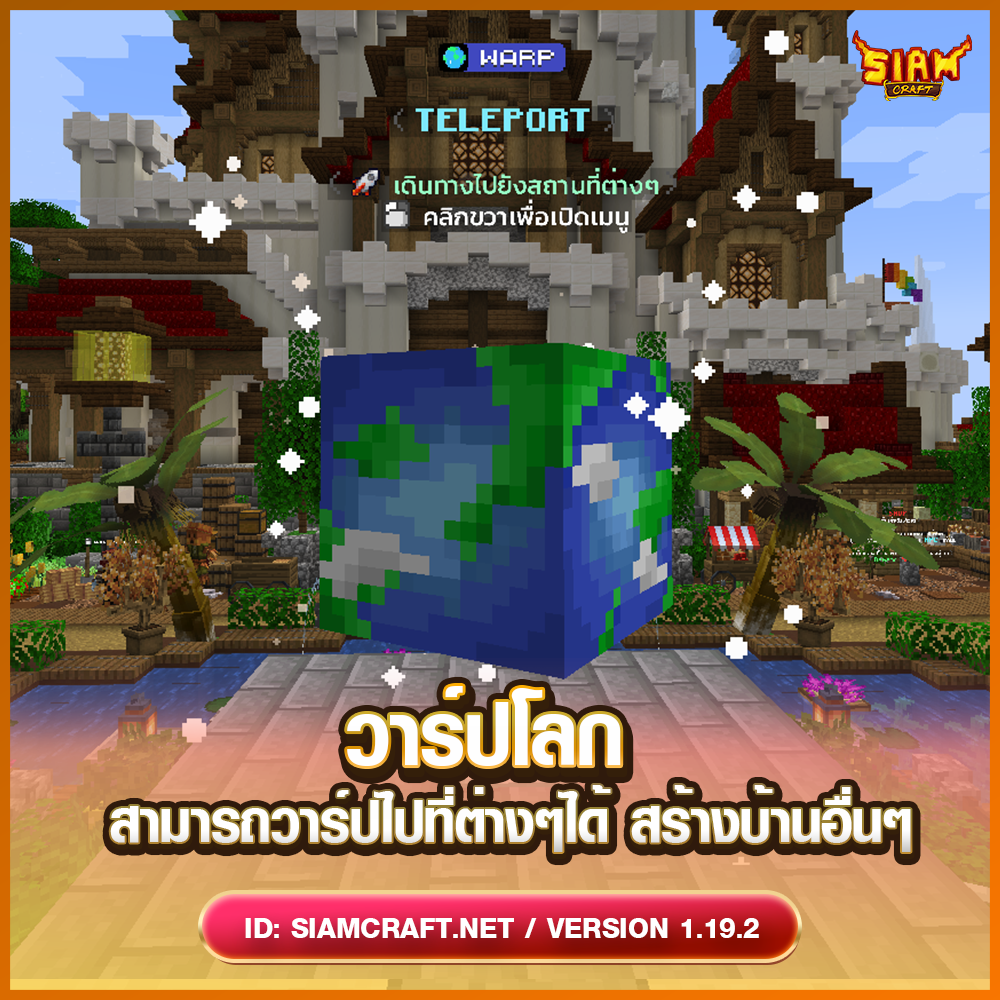 WARP
SIAM
CRAFT
TELEPORT
เดินทางไปยังสถานที่ต่างๆ
คลิกขวาเพื่อเปิดเมนู
วาร์ปโลก
สามารถวาร์ปไปที่ต่างๆได้ สร้างบ้านอื่นๆ
ID: SIAMCRAFT.NET / VERSION 1.19.2